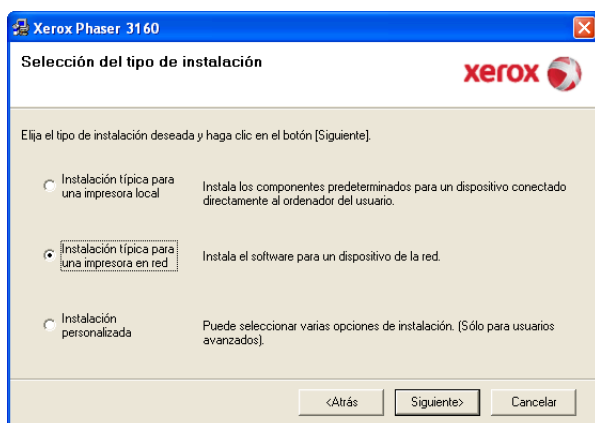 Xerox Phaser 3160
Selección del tipo de instalación
xerox
Elija el tipo de instalación deseada y haga clic en el botón [Siguiente].
Instalación típica para
una impresora local
Instala los componentes predeterminados para un dispositivo conectado
directamente al ordenador del usuario.
Instalación típica para
una impresora en red
Instala el software para un dispositivo de la red.
Instalación
personalizada
Puede seleccionar varias opciones de instalación. (Sólo para usuarios
avanzados).
<Atrás
Siguiente>
Cancelar